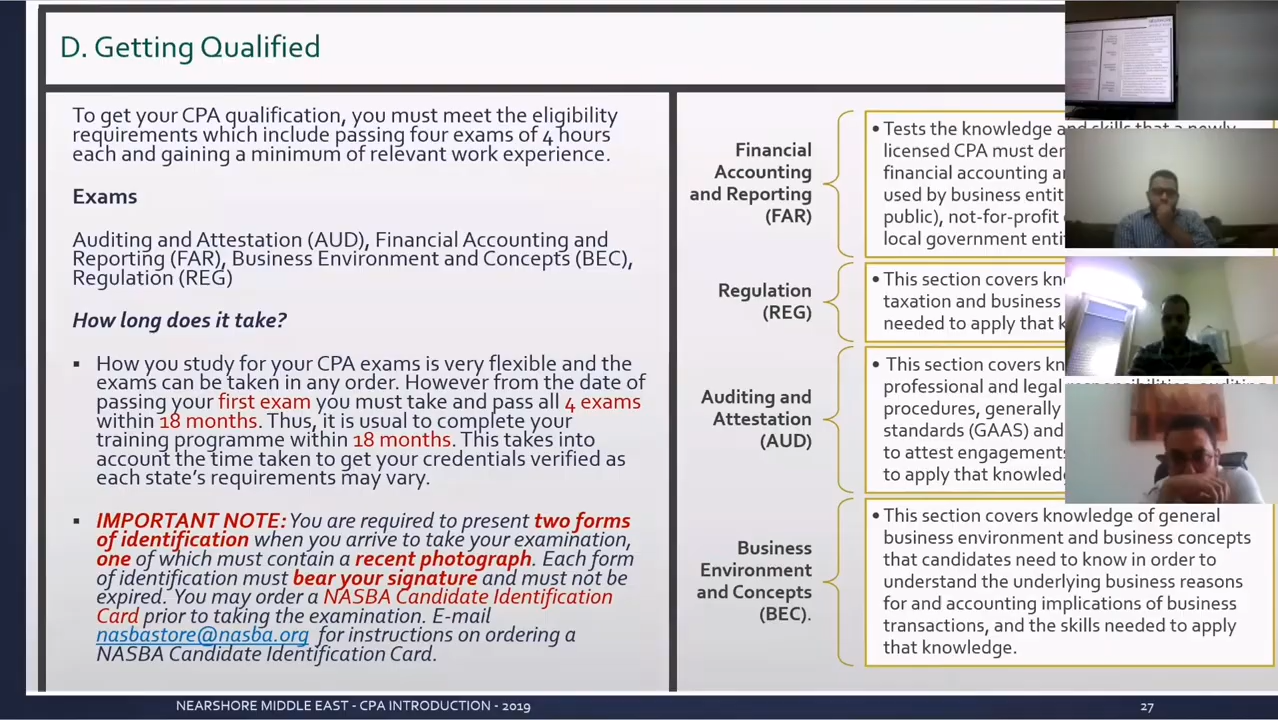 D. Getting Qualified
To get your CPA qualification, you must meet the eligibility
requirements which include passing four exams of 4 hours
each and gaining a minimum of relevant work experience.
Exams
Auditing and Attestation (AUD), Financial Accounting and
Reporting (FAR), Business Environment and Concepts (BEC),
Regulation (REG)
How long does it take?
▪ How you study for your CPA exams is very flexible and the
exams can be taken in any order. However from the date of
passing your first exam you must take and pass all 4 exams
within 18 months. Thus, it is usual to complete your
training programme within 18 months. This takes into
account the time taken to get your credentials verified as
each state's requirements may vary.
▪ IMPORTANT NOTE: You are required to present two forms
of identification when you arrive to take your examination,
one of which must contain a recent photograph. Each form
of identification must bear your signature and must not be
expired. You may order a NASBA Candidate Identification
Card prior to taking the examination. E-mail
nasbastore@nasba.org for instructions on ordering a
NASBA Candidate Identification Card.
Financial
Accounting
and Reporting
(FAR)
• Tests the knowledge and skills that a newly
licensed CPA must
financial accounting
used by business
public), not-for-profit
local government
Regulation
(REG)
• This section covers
taxation and business
needed to apply that
Auditing and
Attestation
(AUD)
• This section covers
professional and legal responsibilities, auditing
procedures, generally
standards (GAAS) and
to attest engagements
to apply that
Business
Environment
and Concepts
(BEC).
• This section covers knowledge of general
business environment and business concepts
that candidates need to know in order to
understand the underlying business reasons
for and accounting implications of business
transactions, and the skills needed to apply
that knowledge.
NEARSHORE MIDDLE EAST - CPA INTRODUCTION - 2019
27